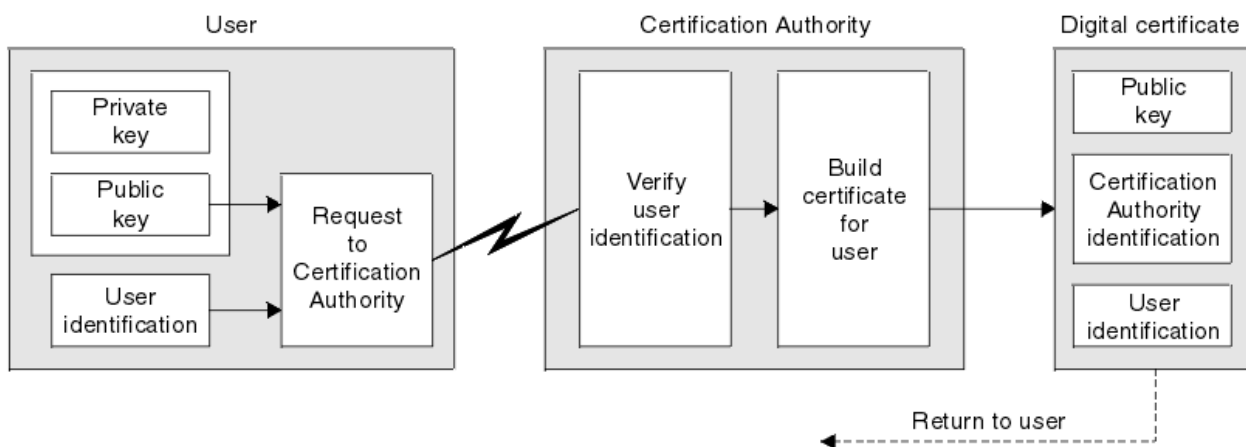 User
Certification Authority
Digital certificate
Private
key
Public
key
User
identification
Request
to
Certification
Authority
Verify
user
identification
Build
certificate
for
user
Public
key
Certification
Authority
identification
User
identification
Return to user